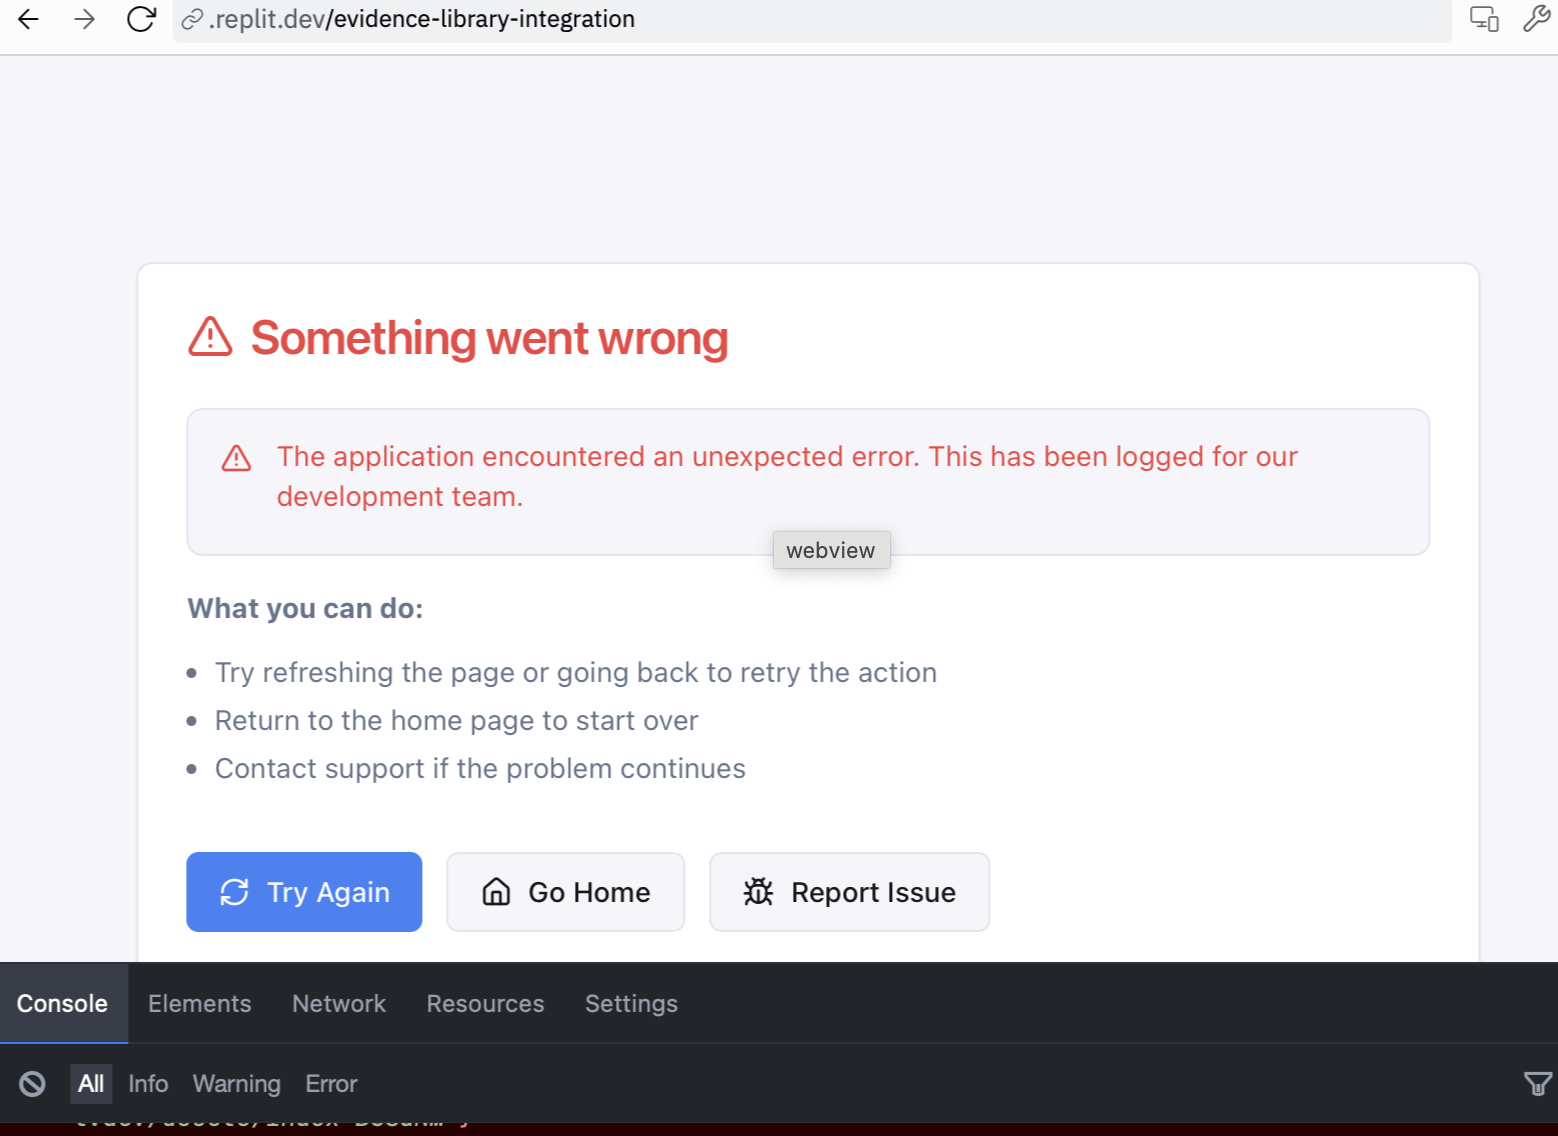 .replit.dev/evidence-library-integration
Something went wrong
The application encountered an unexpected error. This has been logged for our
development team.
webview
What you can do:
Try refreshing the page or going back to retry the action
Return to the home page to start over
Contact support if the problem continues
Try Again Go Home Report Issue
Console Elements Network Resources Settings
All Info Warning Error